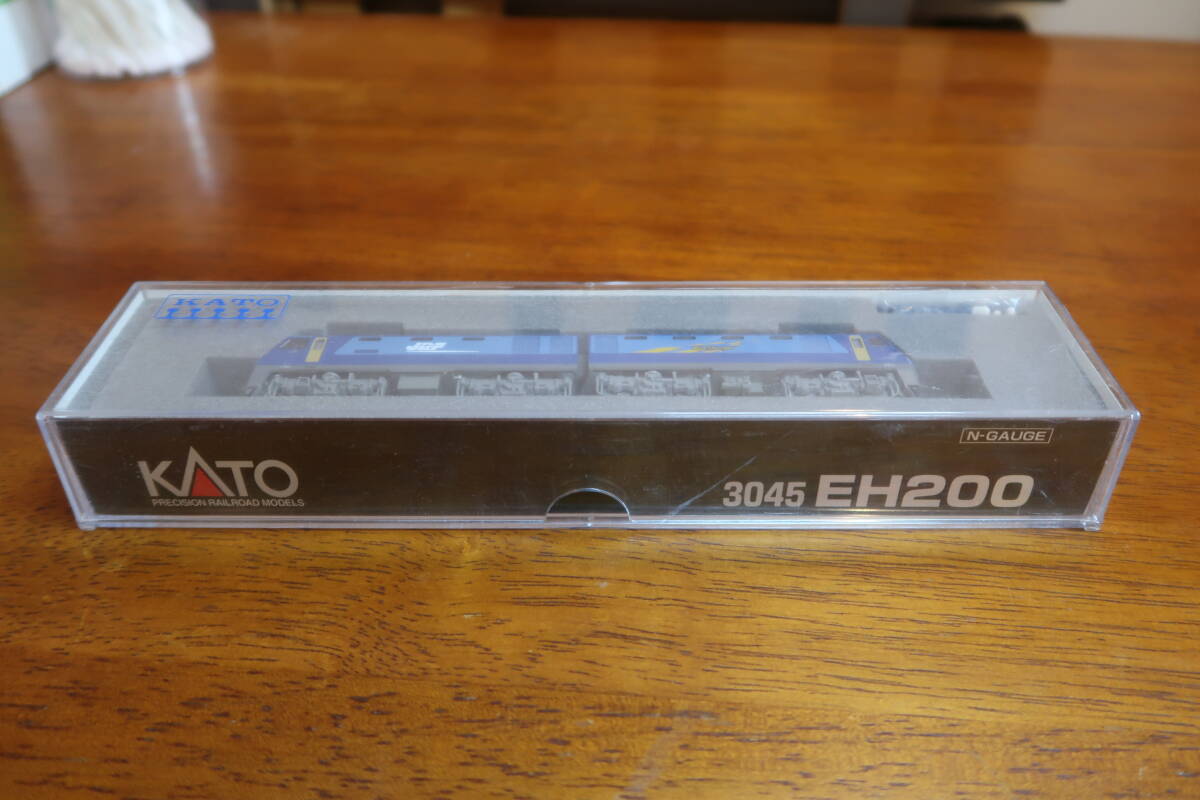 KATO
N-GAUGE
KATO
PRECISION RAILROAD MODELS
3045 EH200